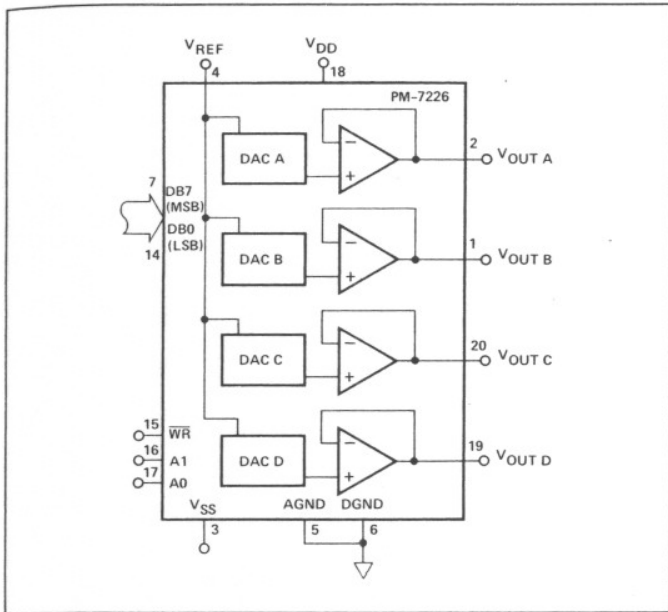 VREF
4
VDD
18
PM-7226
DAC A
−
+
2
VOUT A
7
DB7
(MSB)
DB0
(LSB)
14
DAC B
−
+
1
VOUT B
DAC C
−
+
20
VOUT C
15
WR
16
A1
17
A0
DAC D
−
+
19
VOUT D
VSS
3
AGND
5
DGND
6